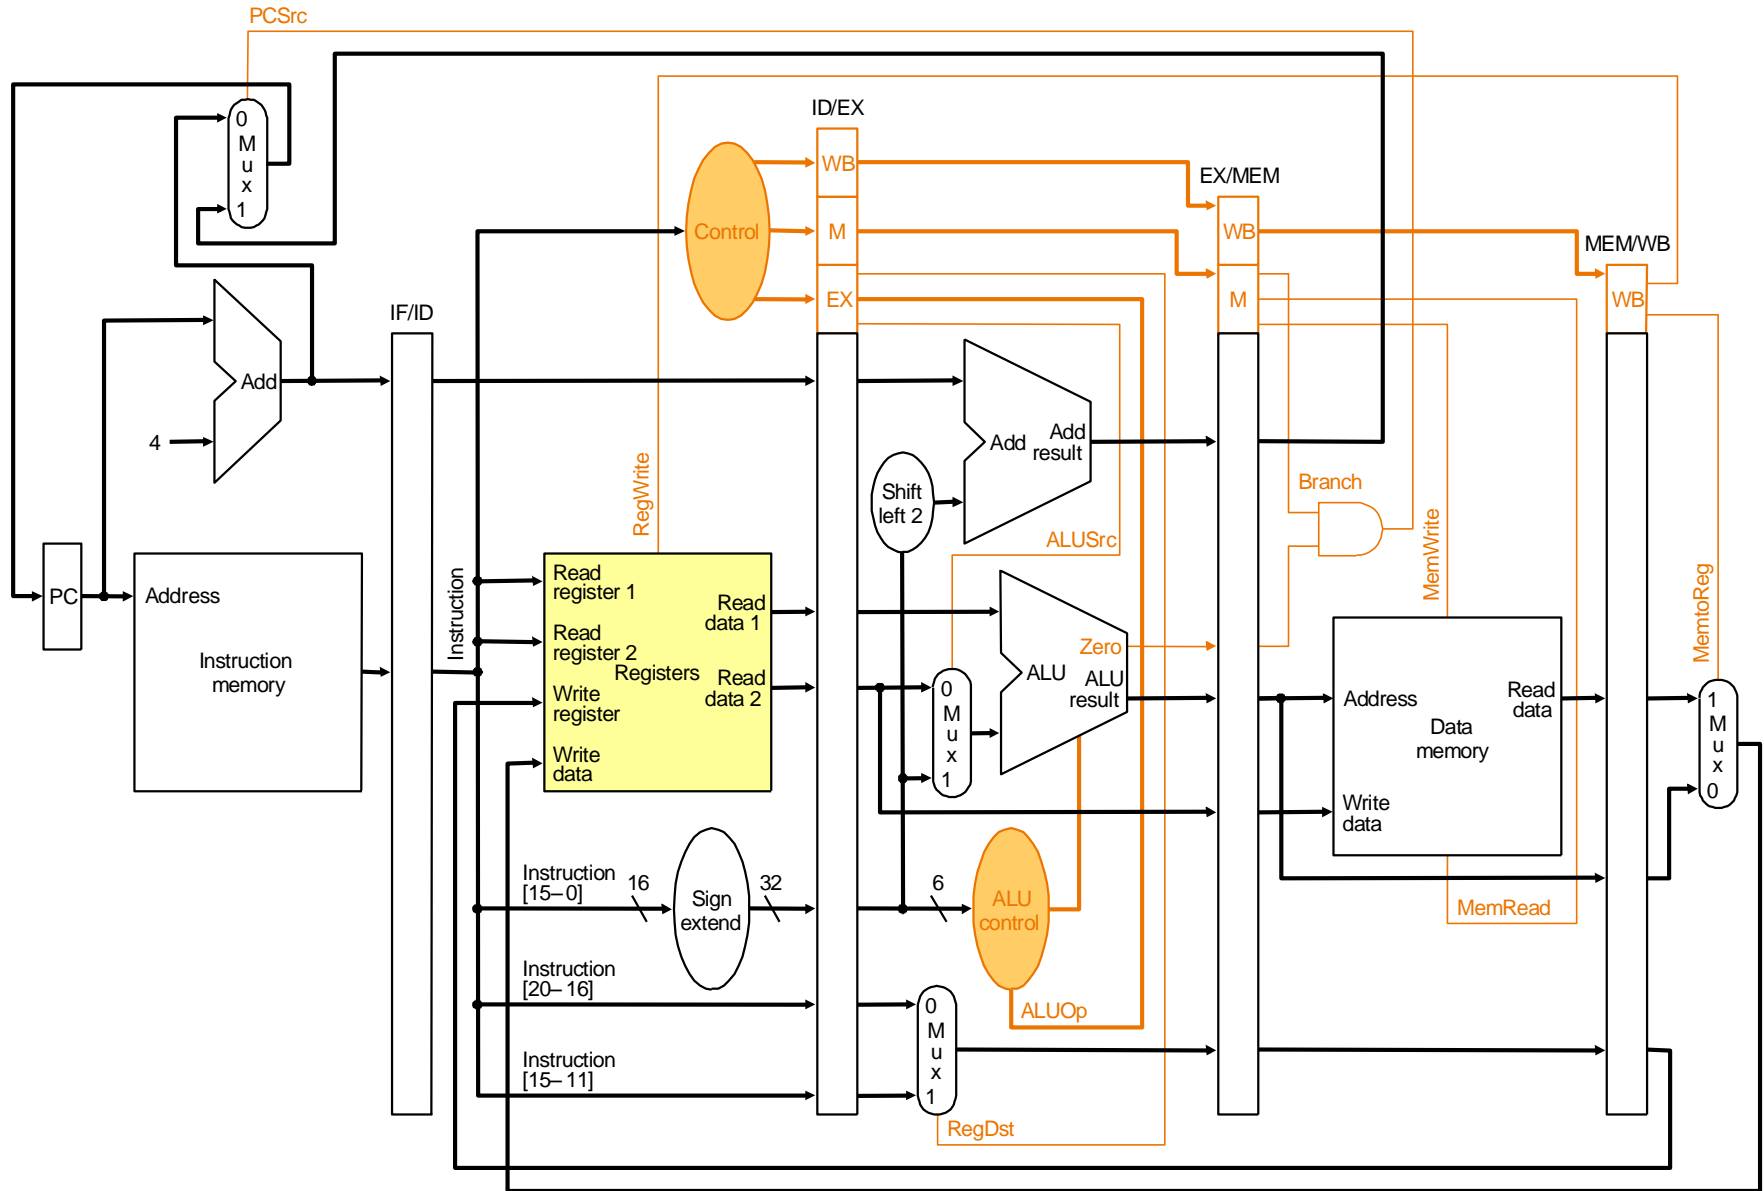 PCSrc
ID/EX
0
M
u
x
1
WB
EX/MEM
Control
M
WB
MEM/WB
EX
M
WB
IF/ID
Add
4
RegWrite
Add
Add
result
Shift
left 2
Branch
ALUSrc
MemWrite
MemtoReg
PC
Address
Instruction
memory
Instruction
Read
register 1
Read
register 2
Registers
Write
register
Write
data
Read
data 1
Read
data 2
0
M
u
x
1
Zero
ALU
ALU
result
Address
Read
data
Data
memory
Write
data
1
M
u
x
0
Instruction
[15–0]
16
Sign
extend
32
6
ALU
control
MemRead
Instruction
[20–16]
ALUOp
0
M
u
x
1
Instruction
[15–11]
RegDst